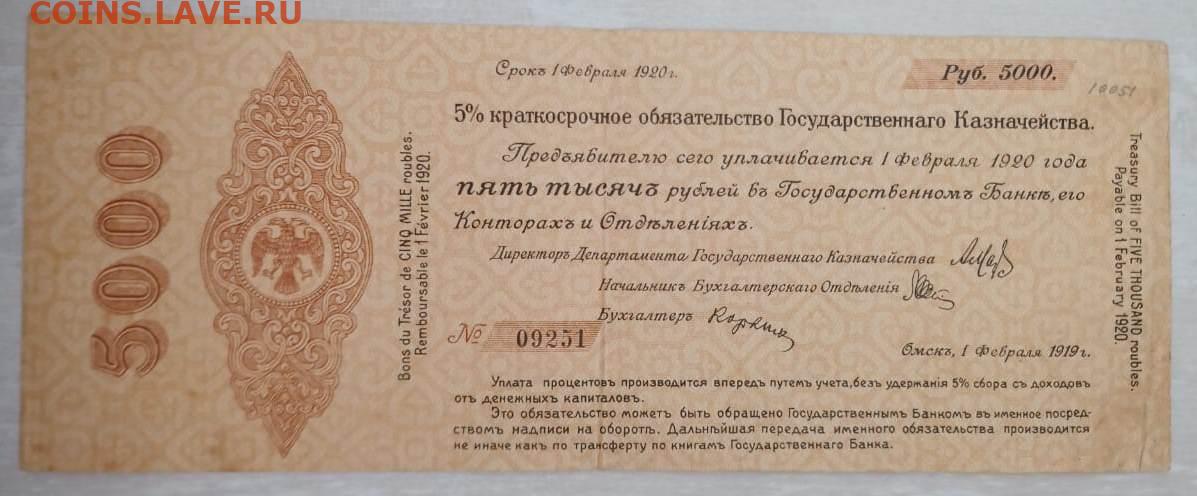 COINS.LAVE.RU
Срокъ 1 Февраля 1920 г.
Руб. 5000.
10051
5% краткосрочное обязательство Государственнаго Казначейства.
Предъявителю сего уплачивается 1 Февраля 1920 года
пять тысячъ рублей въ Государственномъ Банкѣ, его
Конторахъ и Отдѣленіяхъ.
Директоръ Департамента Государственнаго Казначейства
Начальникъ Бухгалтерскаго Отдѣленія
Бухгалтеръ
№ 09251
Омскъ, 1 Февраля 1919 г.
Уплата процентовъ производится впередъ путемъ учета, безъ удержанія 5% сбора съ доходовъ
отъ денежныхъ капиталовъ.
Это обязательство можетъ быть обращено Государственнымъ Банкомъ въ именное посред-
ствомъ надписи на оборотѣ. Дальнѣйшая передача именного обязательства производится
не иначе какъ по трансферту по книгамъ Государственнаго Банка.
5000
Bons du Trésor de CINQ MILLE roubles.
Remboursable le 1 Février 1920.
Treasury Bill of FIVE THOUSAND roubles.
Payable on 1 February 1920.